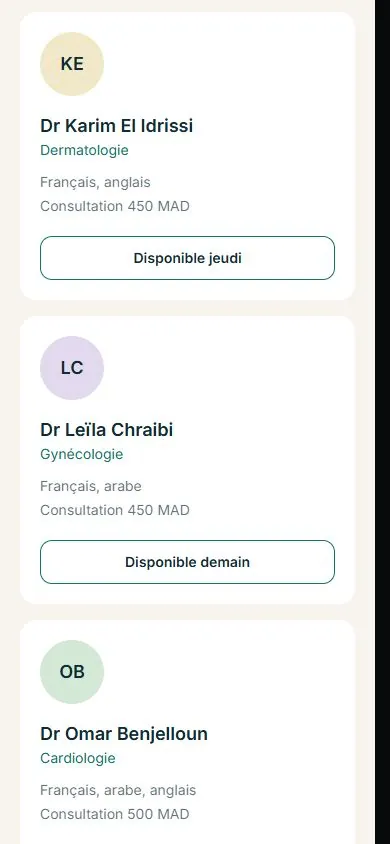 KE
Dr Karim El Idrissi
Dermatologie
Français, anglais
Consultation 450 MAD
Disponible jeudi
LC
Dr Leïla Chraibi
Gynécologie
Français, arabe
Consultation 450 MAD
Disponible demain
OB
Dr Omar Benjelloun
Cardiologie
Français, arabe, anglais
Consultation 500 MAD